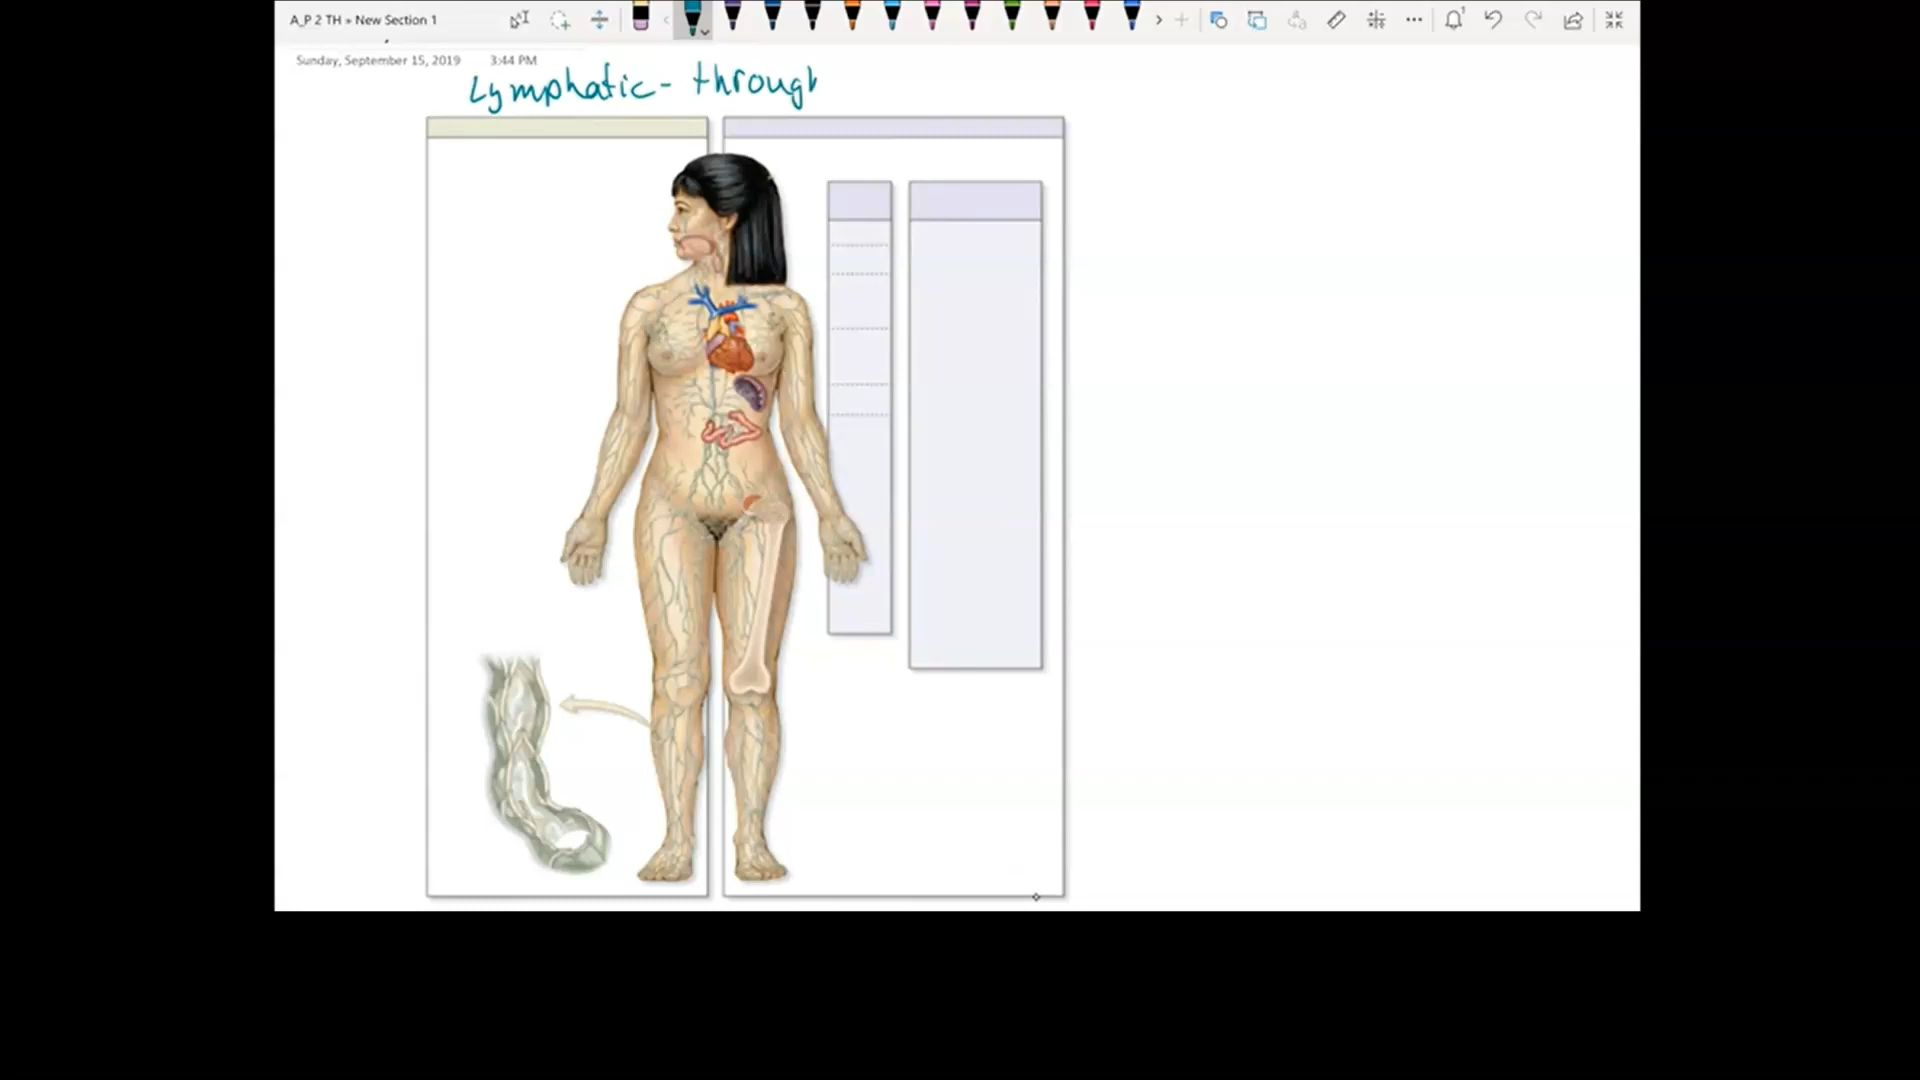 A_P 2 TH » New Section 1
Sunday, September 15, 2019 3:44 PM
Lymphatic - through